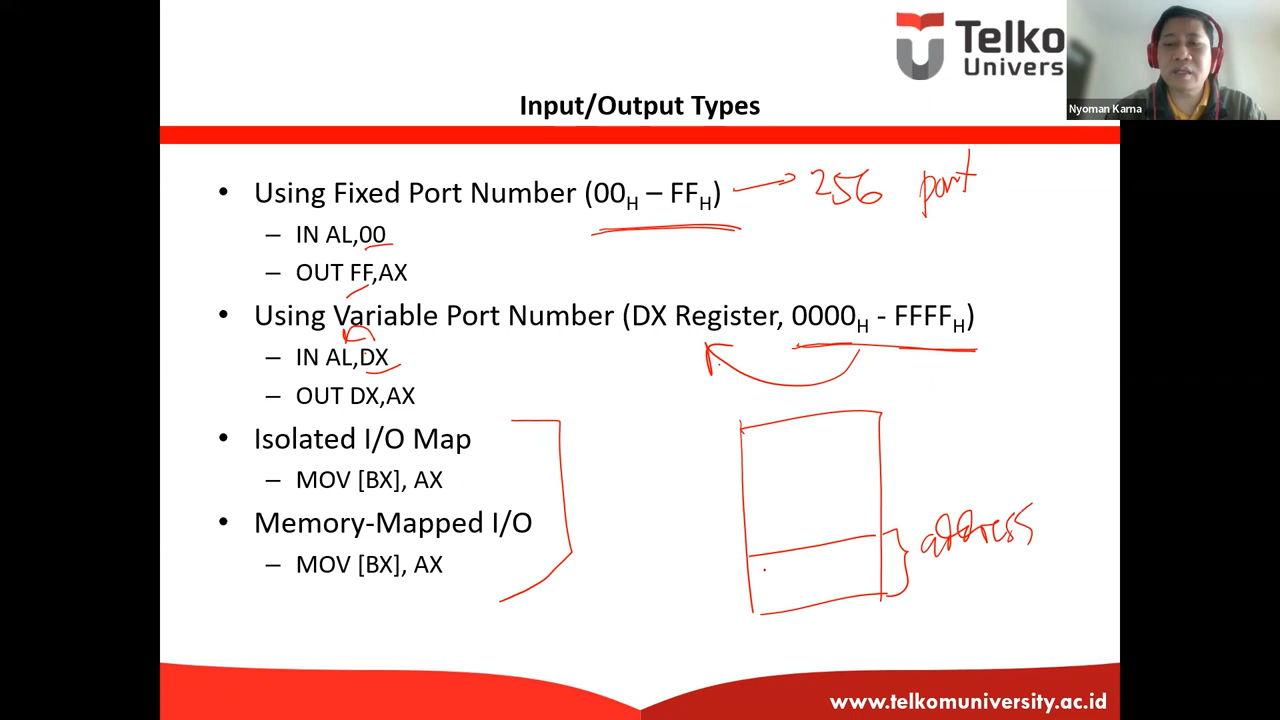 Telko
Univers
Nyoman Karna
Input/Output Types
• Using Fixed Port Number (00H – FFH) → 256 port
– IN AL,00
– OUT FF,AX
• Using Variable Port Number (DX Register, 0000H - FFFFH)
– IN AL,DX
– OUT DX,AX
• Isolated I/O Map
– MOV [BX], AX
• Memory-Mapped I/O
– MOV [BX], AX
address
www.telkomuniversity.ac.id